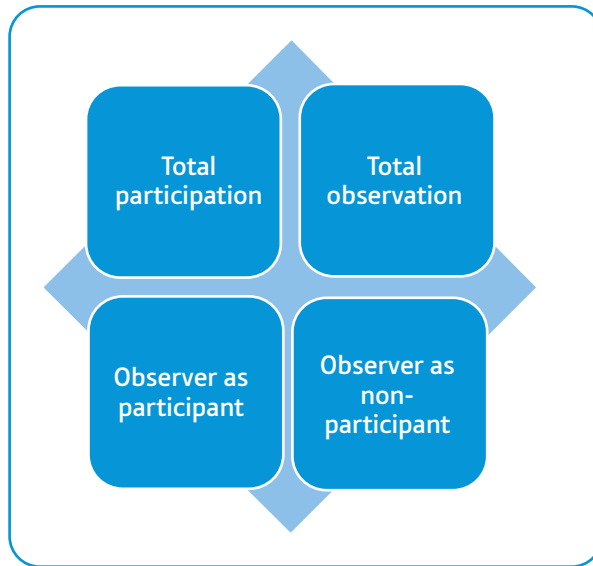 Total
participation
Total
observation
Observer as
participant
Observer as
non-
participant